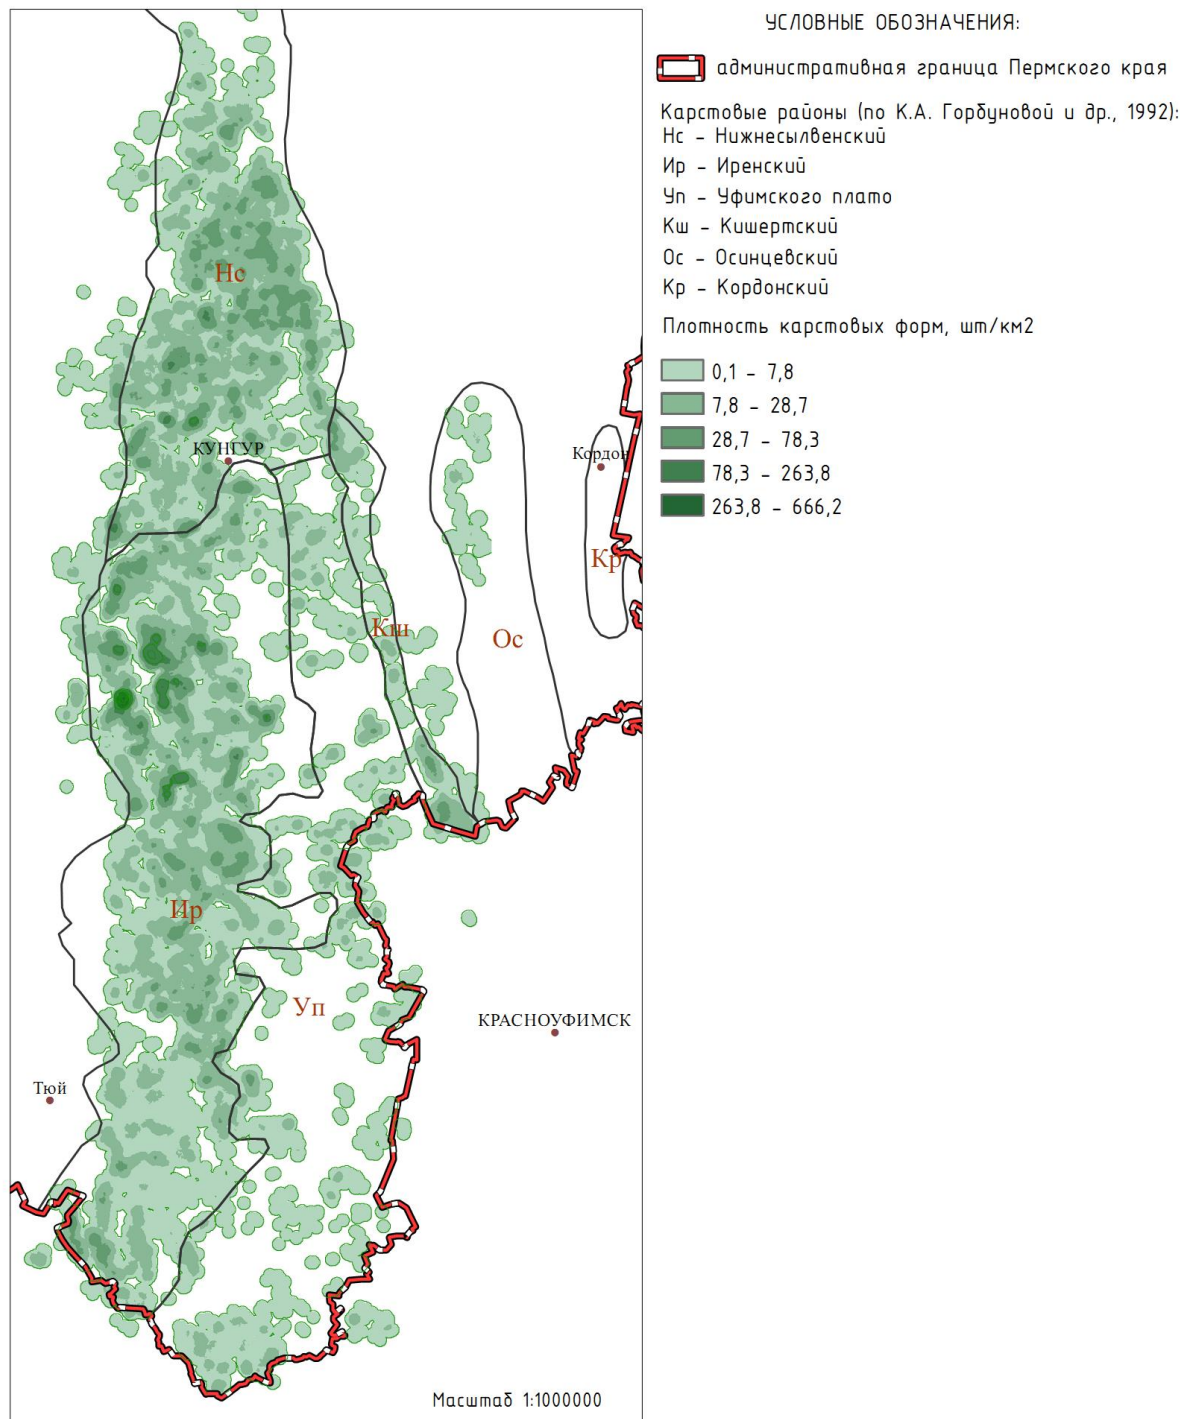 УСЛОВНЫЕ ОБОЗНАЧЕНИЯ:
административная граница Пермского края
Карстовые районы (по К.А. Горбуновой и др., 1992):
Нс - Нижнесылвенский
Ир - Иренский
Уп - Уфимского плато
Кш - Кишертский
Ос - Осинцевский
Кр - Кордонский
Плотность карстовых форм, шт/км2
0,1 - 7,8
7,8 - 28,7
28,7 - 78,3
78,3 - 263,8
263,8 - 666,2
Нс
КУНГУР
Кордон
Кр
Кш
Ос
Ир
Уп
КРАСНОУФИМСК
Тюй
Масштаб 1:1000000